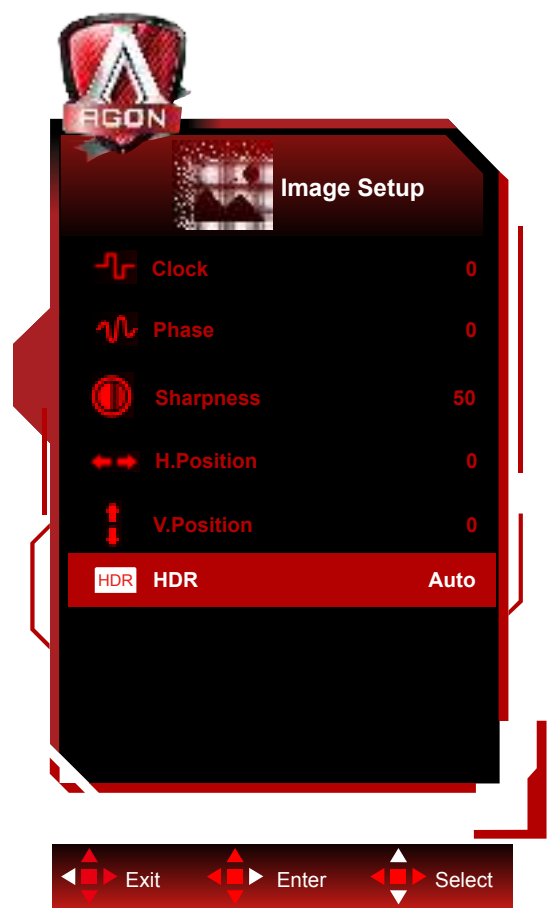 AGON
Image Setup
Clock 0
Phase 0
Sharpness 50
H.Position 0
V.Position 0
HDR HDR Auto
Exit Enter Select